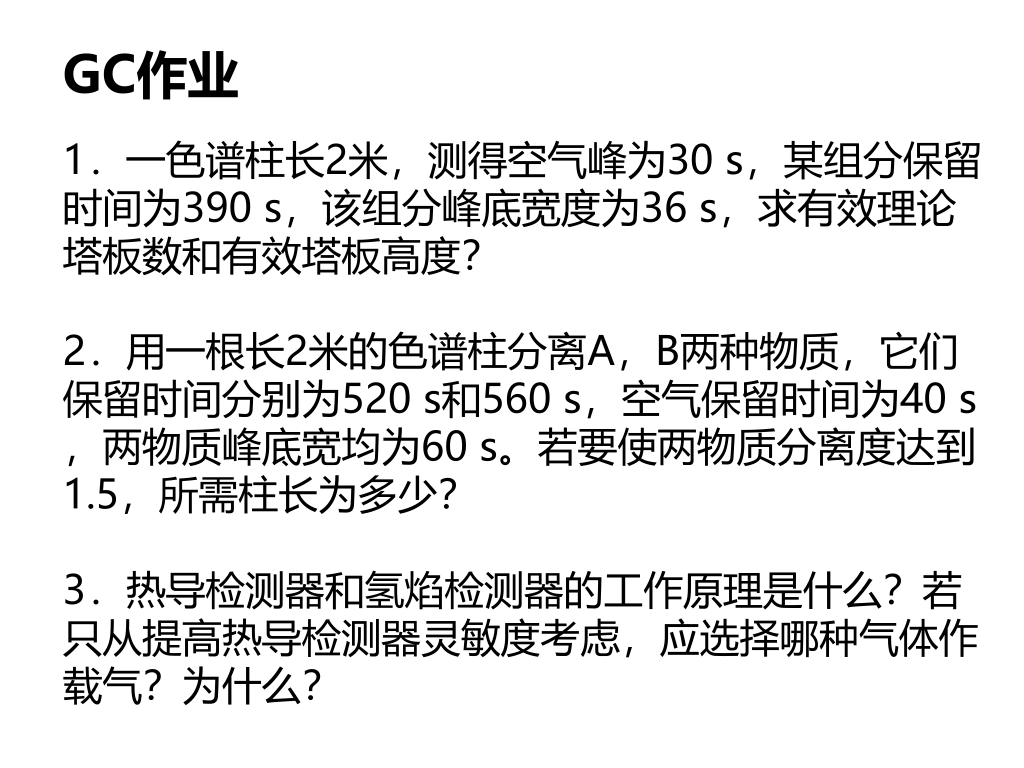 GC作业
1．一色谱柱长2米，测得空气峰为30 s，某组分保留
时间为390 s，该组分峰底宽度为36 s，求有效理论
塔板数和有效塔板高度？
2．用一根长2米的色谱柱分离A，B两种物质，它们
保留时间分别为520 s和560 s，空气保留时间为40 s
，两物质峰底宽均为60 s。若要使两物质分离度达到
1.5，所需柱长为多少？
3．热导检测器和氢焰检测器的工作原理是什么？若
只从提高热导检测器灵敏度考虑，应选择哪种气体作
载气？为什么？